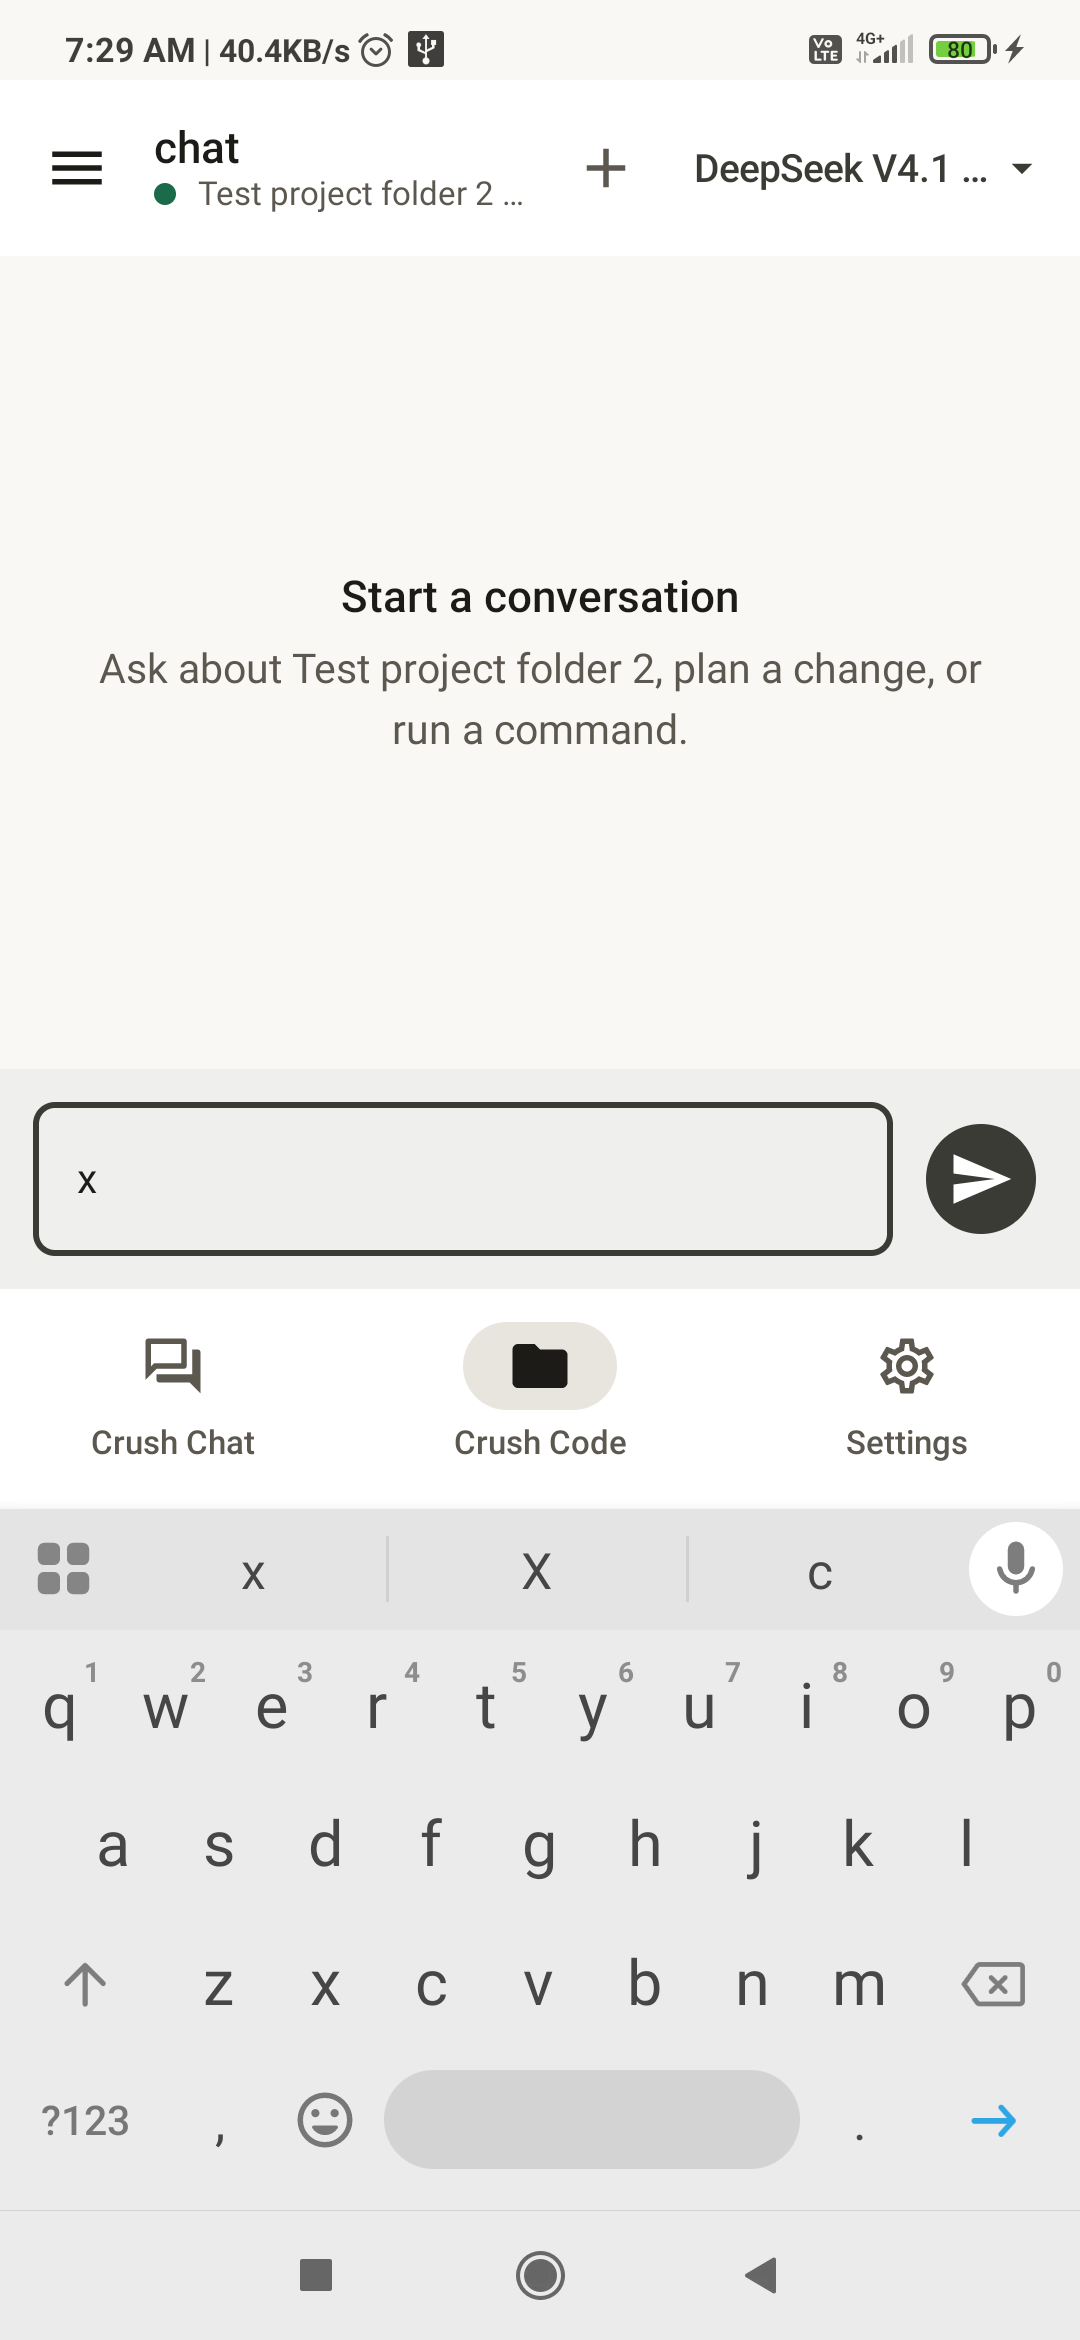 7:29 AM | 40.4KB/s
Vo LTE 4G+ 80
chat
Test project folder 2 ...
DeepSeek V4.1 ...
Start a conversation
Ask about Test project folder 2, plan a change, or
run a command.
x
Crush Chat Crush Code Settings
x X c
1 2 3 4 5 6 7 8 9 0
q w e r t y u i o p
a s d f g h j k l
z x c v b n m
?123 , .